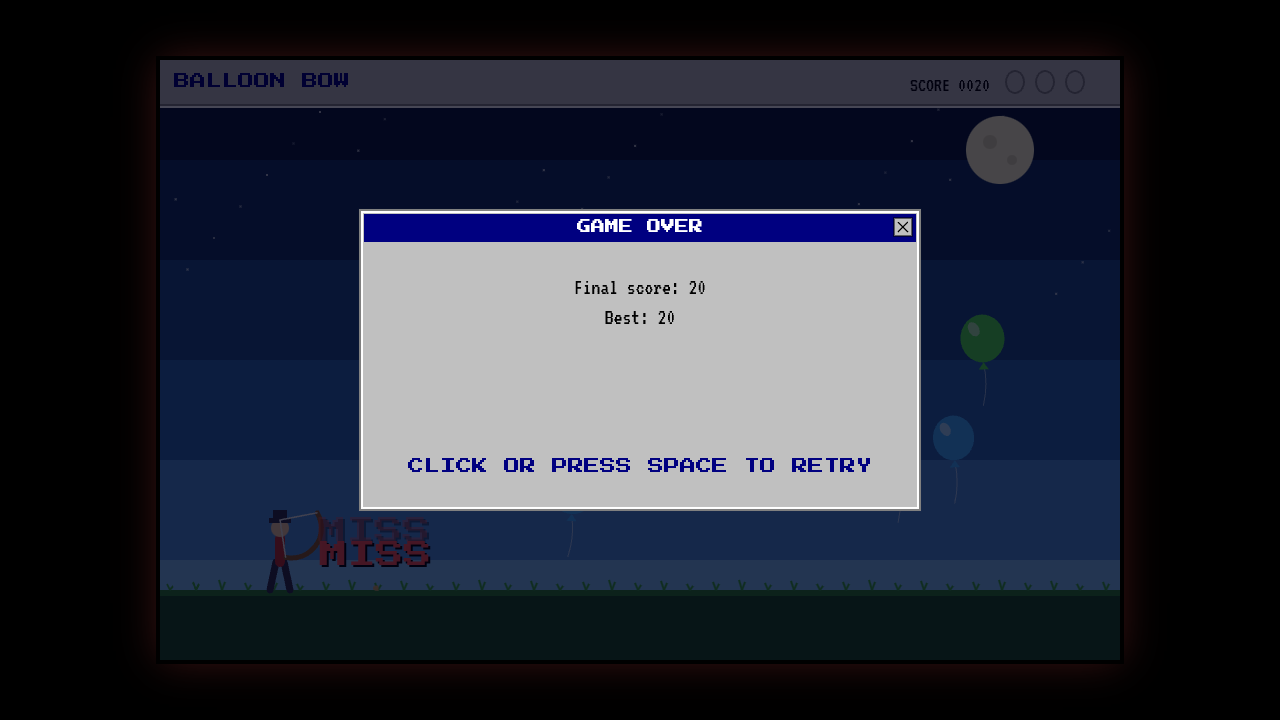 BALLOON BOW
SCORE 0020
GAME OVER
Final score: 20
Best: 20
CLICK OR PRESS SPACE TO RETRY
MISS
MISS